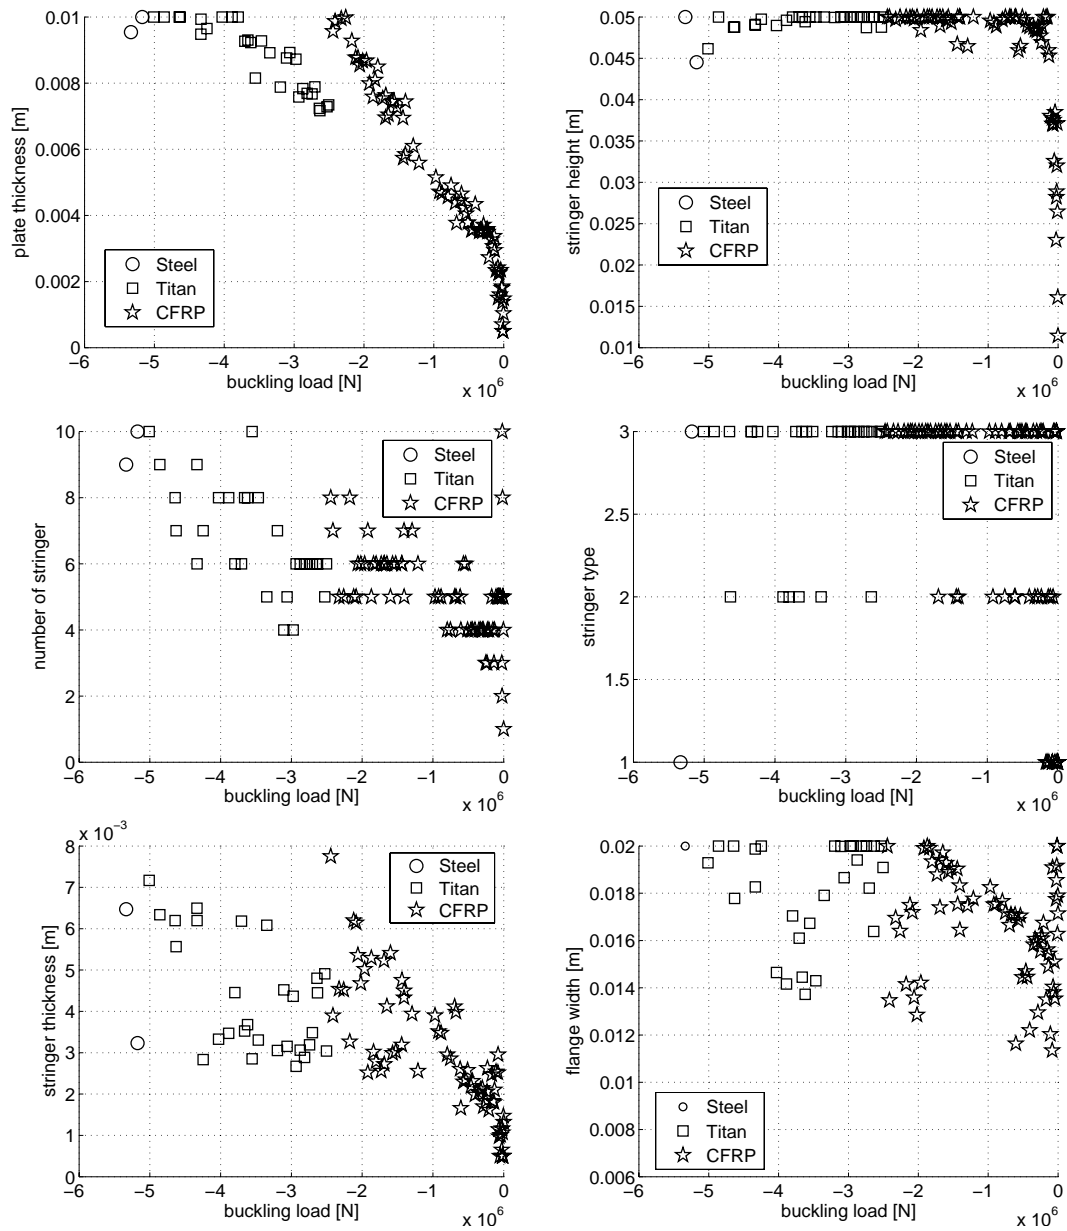 0.01
0.008
0.006
0.004
0.002
0
plate thickness [m]
Steel
Titan
CFRP
−6 −5 −4 −3 −2 −1 0
buckling load [N]
x 10^6
0.05
0.045
0.04
0.035
0.03
0.025
0.02
0.015
0.01
stringer height [m]
Steel
Titan
CFRP
−6 −5 −4 −3 −2 −1 0
buckling load [N]
x 10^6
10
8
6
4
2
0
number of stringer
Steel
Titan
CFRP
−6 −5 −4 −3 −2 −1 0
buckling load [N]
x 10^6
3
2.5
2
1.5
1
stringer type
Steel
Titan
CFRP
−6 −5 −4 −3 −2 −1 0
buckling load [N]
x 10^6
x 10^−3
8
7
6
5
4
3
2
1
0
stringer thickness [m]
Steel
Titan
CFRP
−6 −5 −4 −3 −2 −1 0
buckling load [N]
x 10^6
0.02
0.018
0.016
0.014
0.012
0.01
0.008
0.006
flange width [m]
Steel
Titan
CFRP
−6 −5 −4 −3 −2 −1 0
buckling load [N]
x 10^6